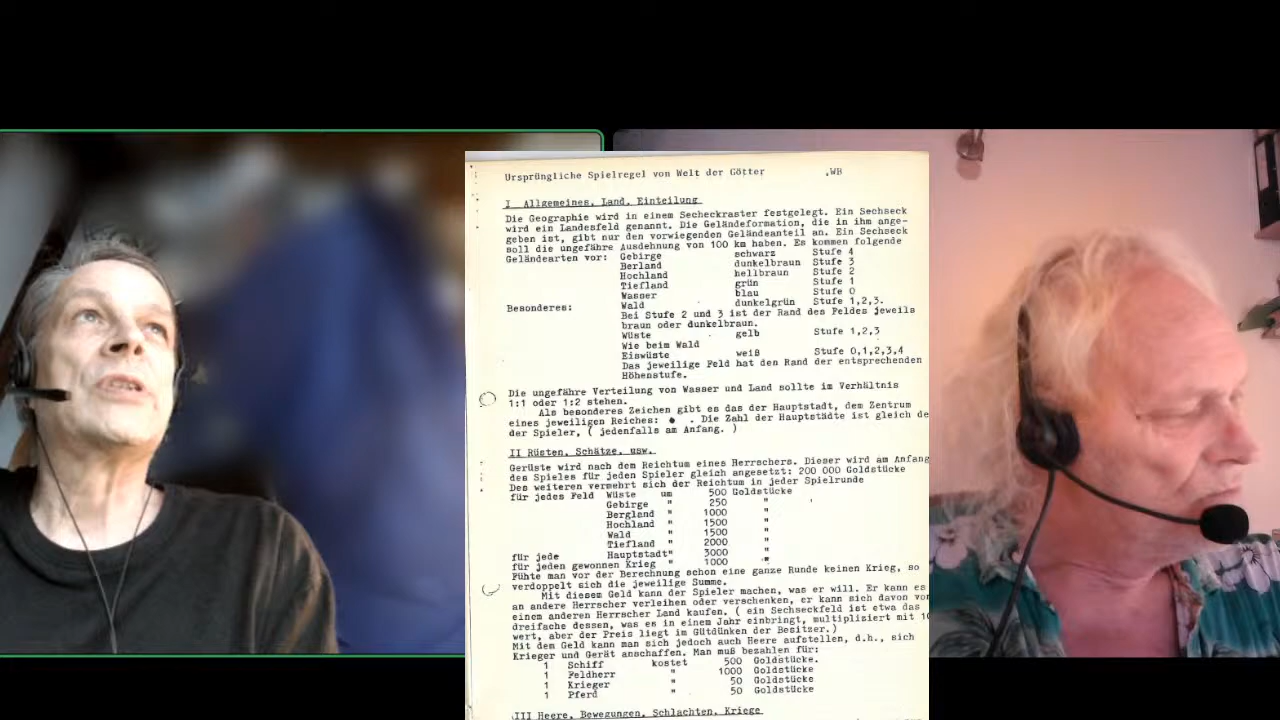 Ursprüngliche Spielregel von Welt der Götter .WB
I Allgemeines, Land, Einteilung
Die Geographie wird in einem Secheckraster festgelegt. Ein Sechseck
wird ein Landesfeld genannt. Die Geländeformation, die in ihm ange-
geben ist, gibt nur den vorwiegenden Geländeanteil an. Ein Sechseck
soll die ungefähre Ausdehnung von 100 km haben. Es kommen folgende
Geländearten vor: Gebirge schwarz Stufe 4
Berland dunkelbraun Stufe 3
Hochland hellbraun Stufe 2
Tiefland grün Stufe 1
Wasser blau Stufe 0
Besonderes: Wald dunkelgrün Stufe 1,2,3.
Bei Stufe 2 und 3 ist der Rand des Feldes jeweils
braun oder dunkelbraun.
Wüste gelb Stufe 1,2,3
Wie beim Wald
Eiswüste weiß Stufe 0,1,2,3,4
Das jeweilige Feld hat den Rand der entsprechenden
Höhenstufe.
Die ungefähre Verteilung von Wasser und Land sollte im Verhältnis
1:1 oder 1:2 stehen.
Als besonderes Zeichen gibt es das der Hauptstadt, dem Zentrum
eines jeweiligen Reiches: . Die Zahl der Hauptstädte ist gleich de
der Spieler, ( jedenfalls am Anfang. )
II Rüsten, Schätze, usw.
Gerüste wird nach dem Reichtum eines Herrschers. Dieser wird am Anfang
des Spieles für jeden Spieler gleich angesetzt: 200 000 Goldstücke
Des weiteren vermehrt sich der Reichtum in jeder Spielrunde
für jedes Feld Wüste um 500 Goldstücke
Gebirge " 250 "
Bergland " 1000 "
Hochland " 1500 "
Wald " 1500 "
Tiefland " 2000 "
für jede Hauptstadt" 3000 "
für jeden gewonnen Krieg " 1000 "
Fühte man vor der Berechnung schon eine ganze Runde keinen Krieg, so
verdoppelt sich die jeweilige Summe.
Mit diesem Geld kann der Spieler machen, was er will. Er kann es
an andere Herrscher verleihen oder verschenken, er kann sich davon von
einem anderen Herrscher Land kaufen. ( ein Sechseckfeld ist etwa das
dreifache dessen, was es in einem Jahr einbringt, multipliziert mit 10
wert, aber der Preis liegt im Gütdünken der Besitzer.)
Mit dem Geld kann man sich jedoch auch Heere aufstellen, d.h., sich
Krieger und Gerät anschaffen. Man muß bezahlen für:
1 Schiff kostet 500 Goldstücke.
1 Feldherr " 1000 Goldstücke
1 Krieger " 50 Goldstücke
1 Pferd " 50 Goldstücke
III Heere, Bewegungen, Schlachten, Kriege